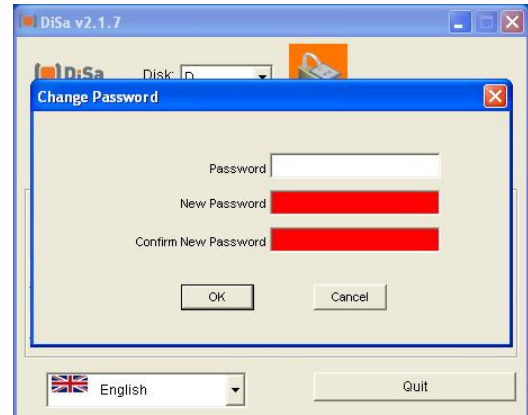 DiSa v2.1.7
DiSa Disk: D
Change Password
Password
New Password
Confirm New Password
OK Cancel
English Quit